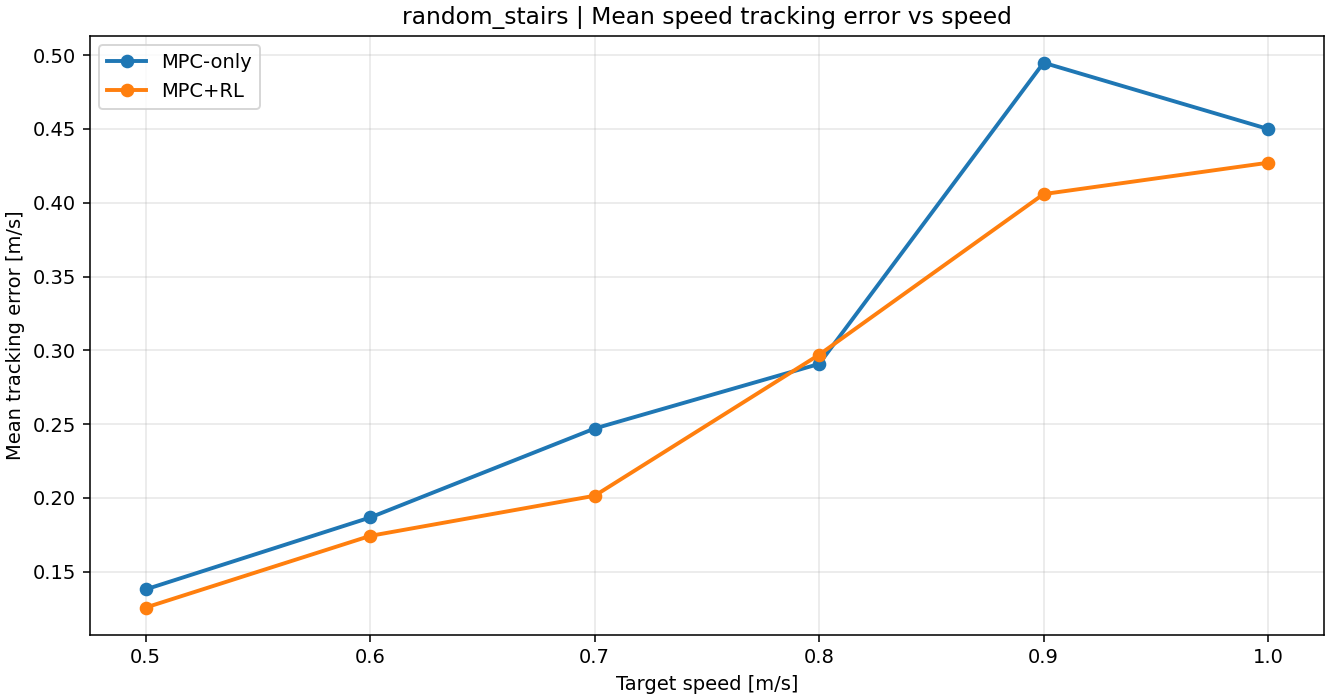 random_stairs | Mean speed tracking error vs speed
MPC-only
MPC+RL
Mean tracking error [m/s]
0.50
0.45
0.40
0.35
0.30
0.25
0.20
0.15
0.5 0.6 0.7 0.8 0.9 1.0
Target speed [m/s]